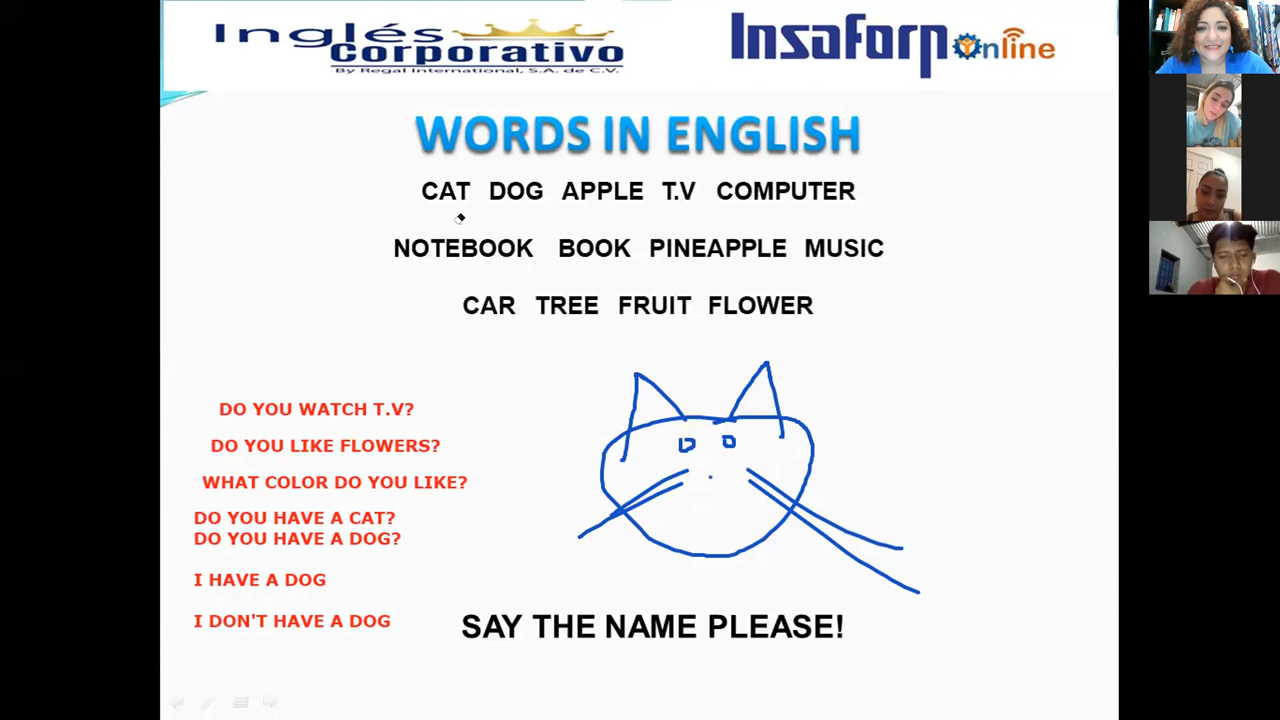 Inglés
Corporativo
By Regal International, S.A. de C.V.
Insaforp Online
WORDS IN ENGLISH
CAT DOG APPLE T.V COMPUTER
NOTEBOOK BOOK PINEAPPLE MUSIC
CAR TREE FRUIT FLOWER
DO YOU WATCH T.V?
DO YOU LIKE FLOWERS?
WHAT COLOR DO YOU LIKE?
DO YOU HAVE A CAT?
DO YOU HAVE A DOG?
I HAVE A DOG
I DON'T HAVE A DOG
SAY THE NAME PLEASE!